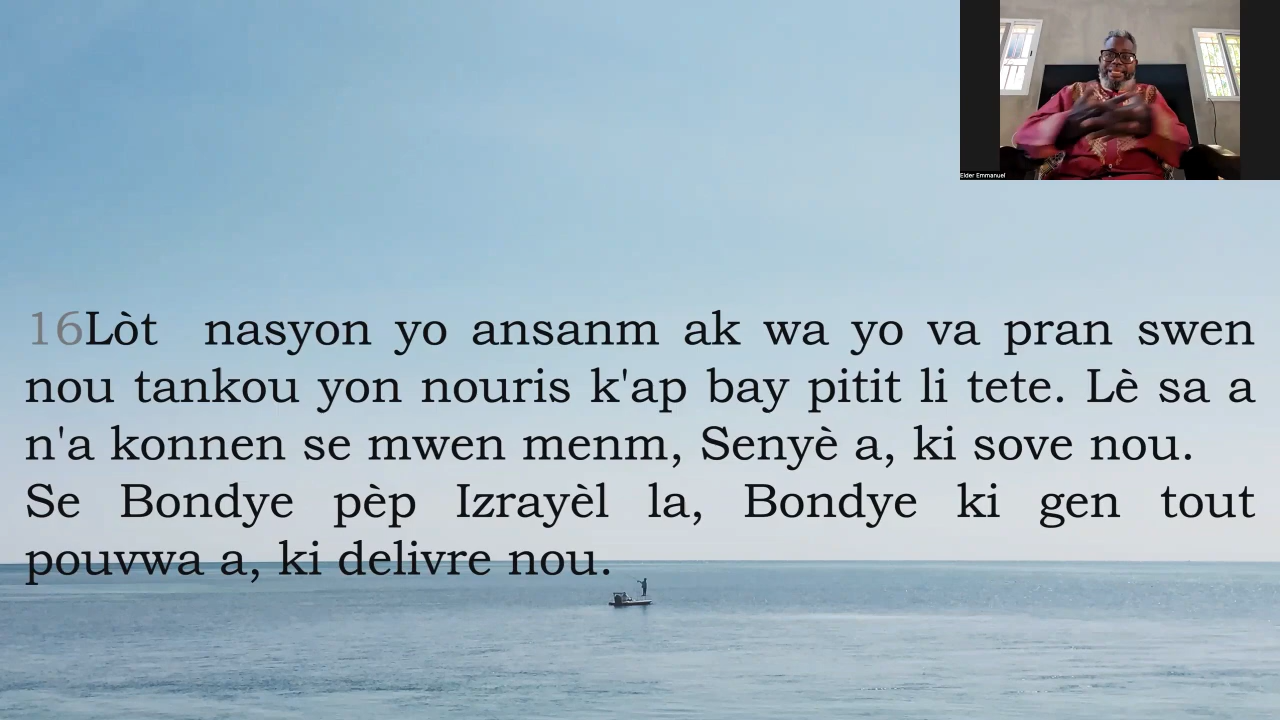 Elder Emmanuel
16Lòt nasyon yo ansanm ak wa yo va pran swen
nou tankou yon nouris k'ap bay pitit li tete. Lè sa a
n'a konnen se mwen menm, Senyè a, ki sove nou.
Se Bondye pèp Izrayèl la, Bondye ki gen tout
pouvwa a, ki delivre nou.